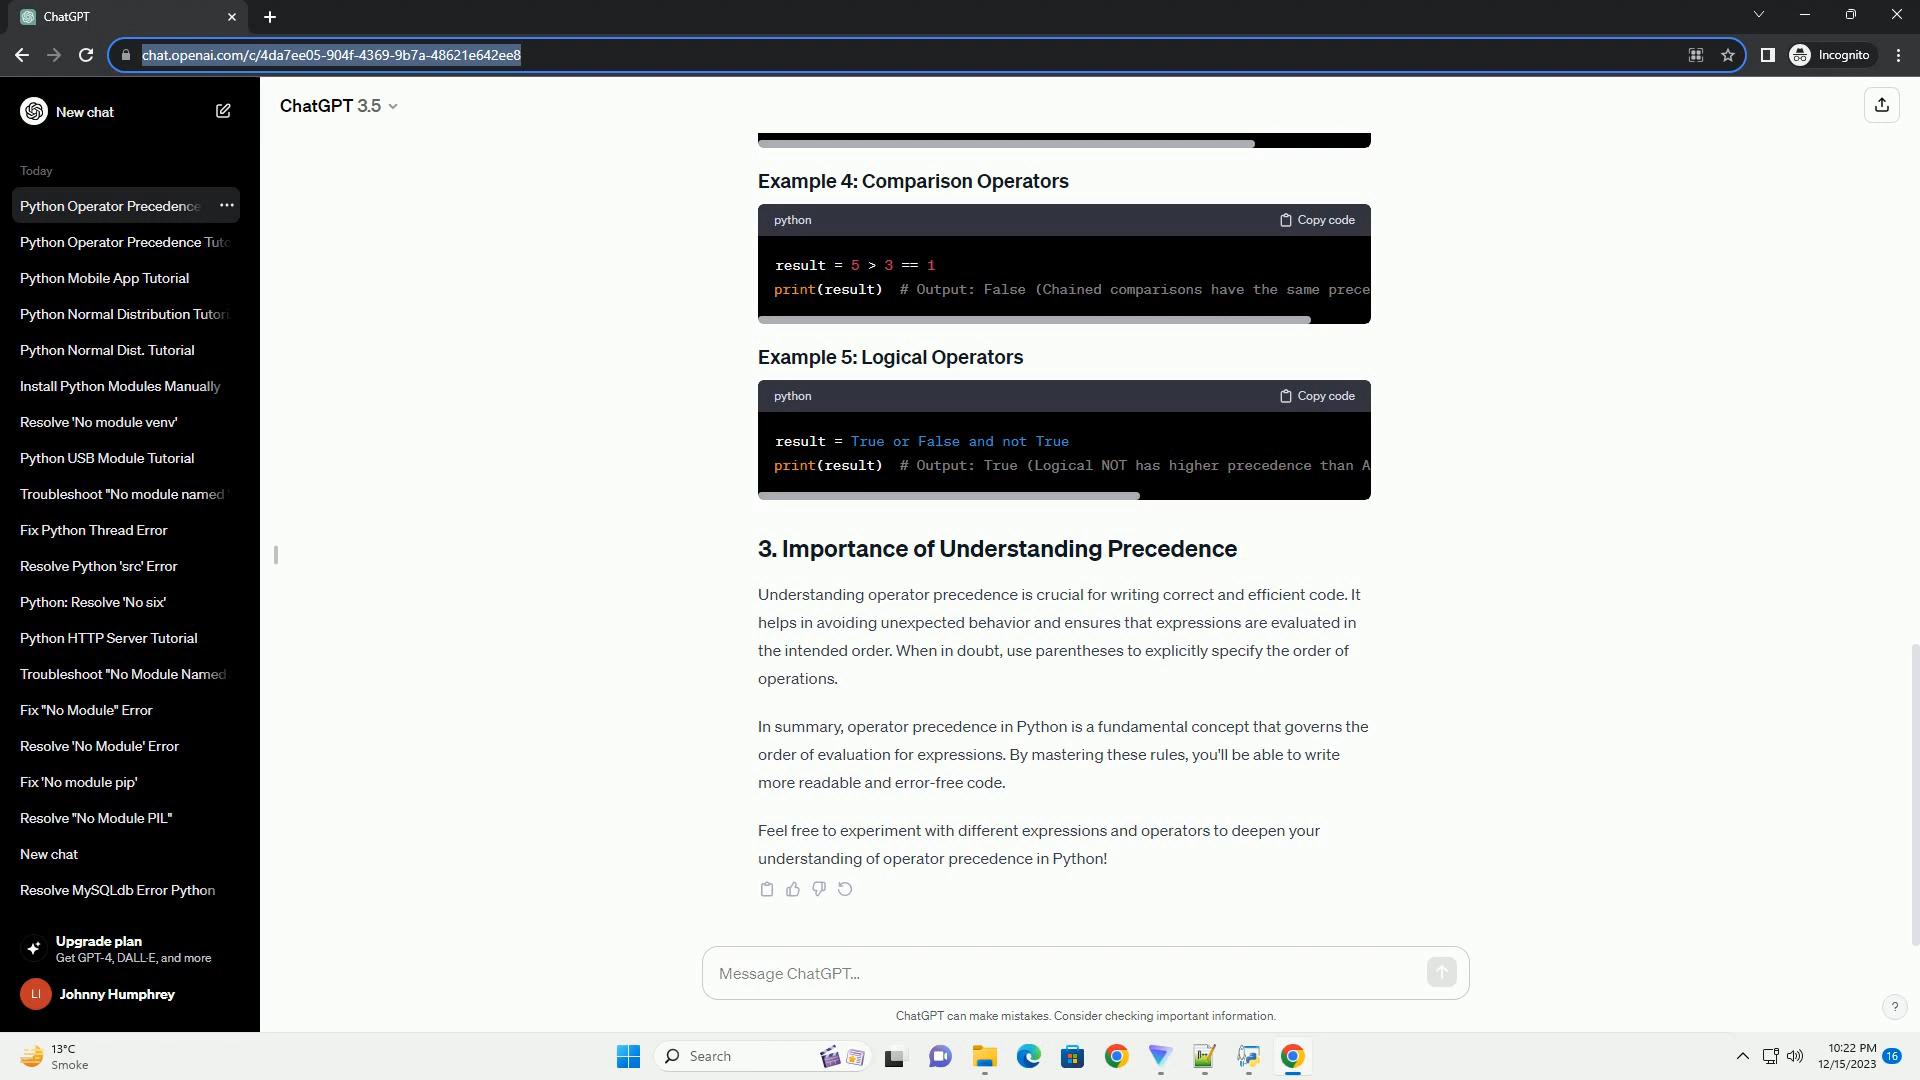 ChatGPT
chat.openai.com/c/4da7ee05-904f-4369-9b7a-48621e642ee8
Incognito
New chat
Today
Python Operator Precedence
Python Operator Precedence Tuto
Python Mobile App Tutorial
Python Normal Distribution Tutori
Python Normal Dist. Tutorial
Install Python Modules Manually
Resolve 'No module venv'
Python USB Module Tutorial
Troubleshoot "No module named '
Fix Python Thread Error
Resolve Python 'src' Error
Python: Resolve 'No six'
Python HTTP Server Tutorial
Troubleshoot "No Module Named
Fix "No Module" Error
Resolve 'No Module' Error
Fix 'No module pip'
Resolve "No Module PIL"
New chat
Resolve MySQLdb Error Python
Upgrade plan
Get GPT-4, DALL·E, and more
LI
Johnny Humphrey
ChatGPT 3.5
Example 4: Comparison Operators
python
Copy code
result = 5 > 3 == 1
print(result)  # Output: False (Chained comparisons have the same prece
Example 5: Logical Operators
python
Copy code
result = True or False and not True
print(result)  # Output: True (Logical NOT has higher precedence than A
3. Importance of Understanding Precedence
Understanding operator precedence is crucial for writing correct and efficient code. It
helps in avoiding unexpected behavior and ensures that expressions are evaluated in
the intended order. When in doubt, use parentheses to explicitly specify the order of
operations.
In summary, operator precedence in Python is a fundamental concept that governs the
order of evaluation for expressions. By mastering these rules, you'll be able to write
more readable and error-free code.
Feel free to experiment with different expressions and operators to deepen your
understanding of operator precedence in Python!
Message ChatGPT...
ChatGPT can make mistakes. Consider checking important information.
?
13°C
Smoke
Search
10:22 PM
12/15/2023
16